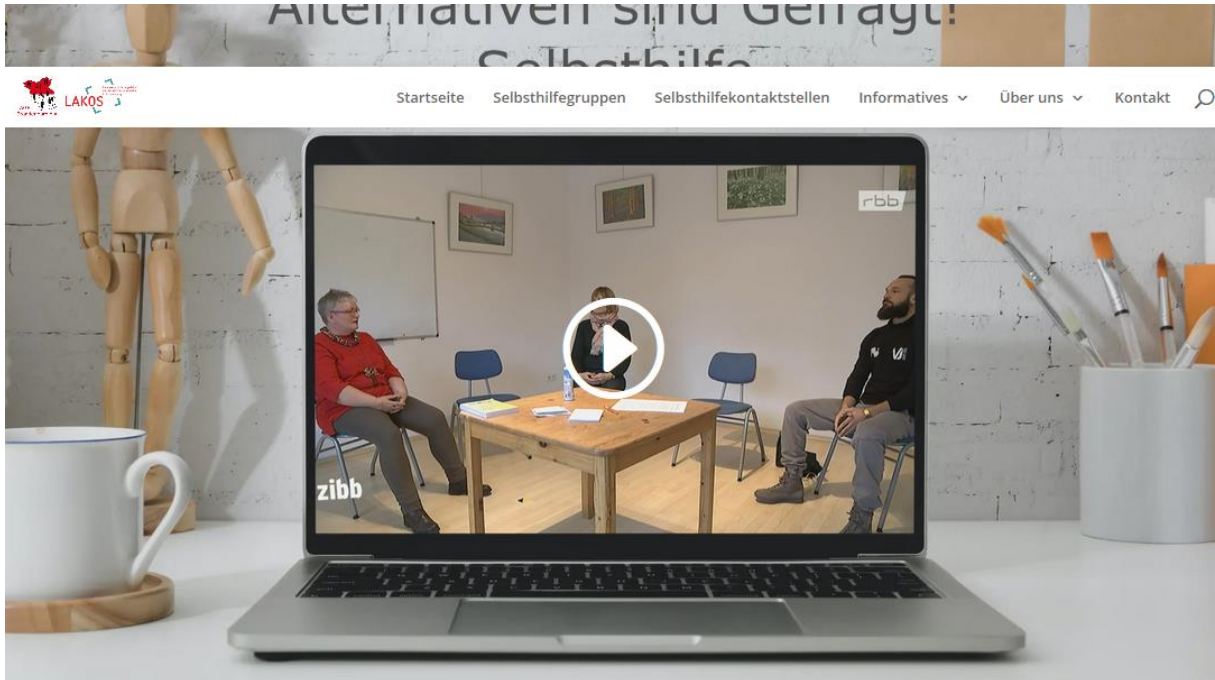 Alternativen sind Gefragt!
Selbsthilfe
LAKOS
Startseite Selbsthilfegruppen Selbsthilfekontaktstellen Informatives Über uns Kontakt
rbb
zibb